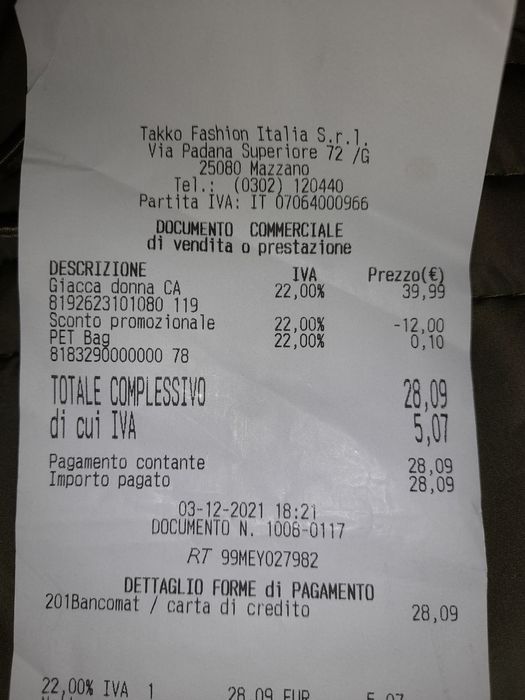 Takko Fashion Italia S.r.l.
Via Padana Superiore 72 /G
25080 Mazzano
Tel.: (0302) 120440
Partita IVA: IT 07064000966
DOCUMENTO COMMERCIALE
di vendita o prestazione
DESCRIZIONE IVA Prezzo(€)
Giacca donna CA 22,00% 39,99
8192623101080 119
Sconto promozionale 22,00% -12,00
PET Bag 22,00% 0,10
8183290000000 78
TOTALE COMPLESSIVO 28,09
di cui IVA 5,07
Pagamento contante 28,09
Importo pagato 28,09
03-12-2021 18:21
DOCUMENTO N. 1008-0117
RT 99MEY027982
DETTAGLIO FORME di PAGAMENTO
201Bancomat / carta di credito 28,09
22,00% IVA 1 28,09 EUR 5,07